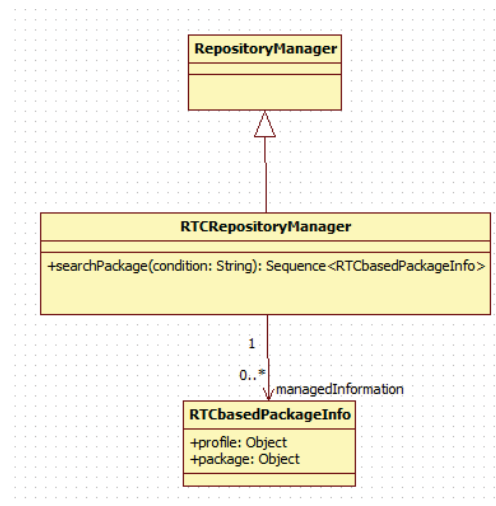 RepositoryManager
RTCRepositoryManager
+searchPackage(condition: String): Sequence<RTCbasedPackageInfo>
1
0..*
managedInformation
RTCbasedPackageInfo
+profile: Object
+package: Object